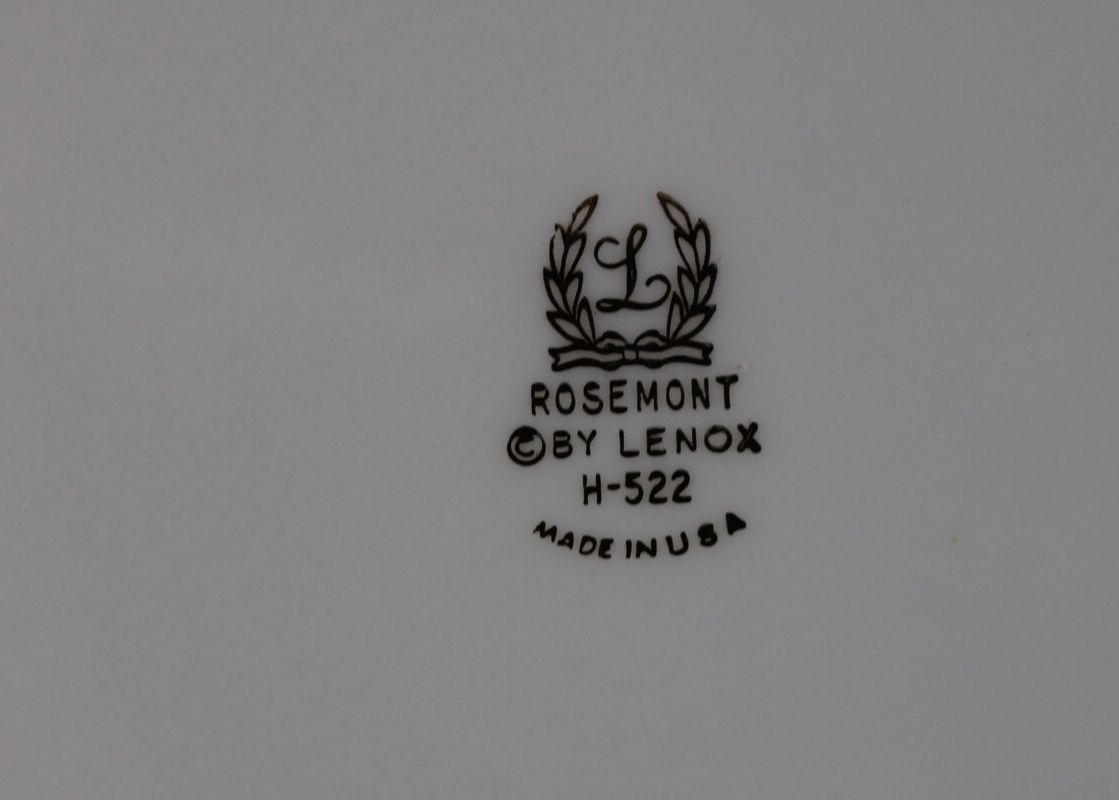 L
ROSEMONT
© BY LENOX
H-522
MADE IN USA